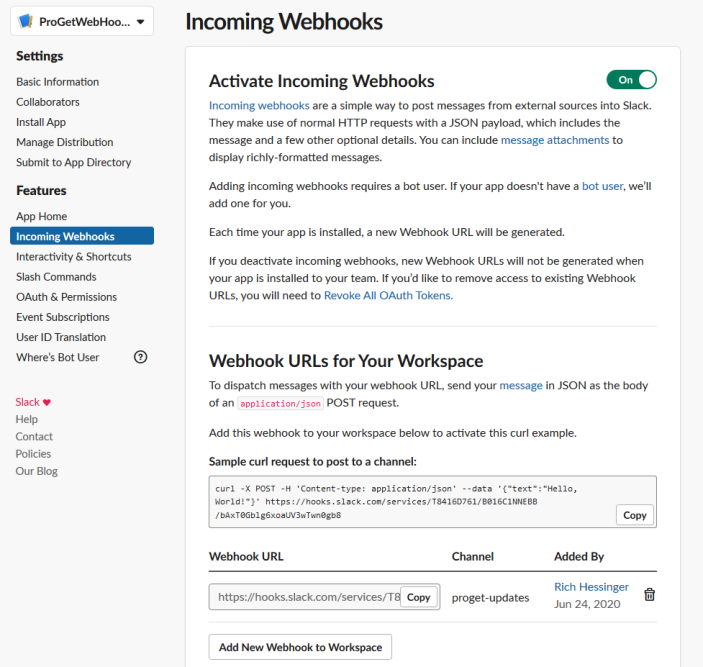 ProGetWebHoo...
Settings
Basic Information
Collaborators
Install App
Manage Distribution
Submit to App Directory
Features
App Home
Incoming Webhooks
Interactivity & Shortcuts
Slash Commands
OAuth & Permissions
Event Subscriptions
User ID Translation
Where's Bot User ?
Slack ♥
Help
Contact
Policies
Our Blog
Incoming Webhooks
Activate Incoming Webhooks
On
Incoming webhooks are a simple way to post messages from external sources into Slack.
They make use of normal HTTP requests with a JSON payload, which includes the
message and a few other optional details. You can include message attachments to
display richly-formatted messages.
Adding incoming webhooks requires a bot user. If your app doesn't have a bot user, we'll
add one for you.
Each time your app is installed, a new Webhook URL will be generated.
If you deactivate incoming webhooks, new Webhook URLs will not be generated when
your app is installed to your team. If you'd like to remove access to existing Webhook
URLs, you will need to Revoke All OAuth Tokens.
Webhook URLs for Your Workspace
To dispatch messages with your webhook URL, send your message in JSON as the body
of an application/json POST request.
Add this webhook to your workspace below to activate this curl example.
Sample curl request to post to a channel:
curl -X POST -H 'Content-type: application/json' --data '{"text":"Hello,
World!"}' https://hooks.slack.com/services/T8416D761/B016C1NNEBB
/bAxT0Gblg6xoaUV3wTwn0gb8
Copy
Webhook URL Channel Added By
https://hooks.slack.com/services/T8 Copy proget-updates Rich Hessinger
Jun 24, 2020
Add New Webhook to Workspace